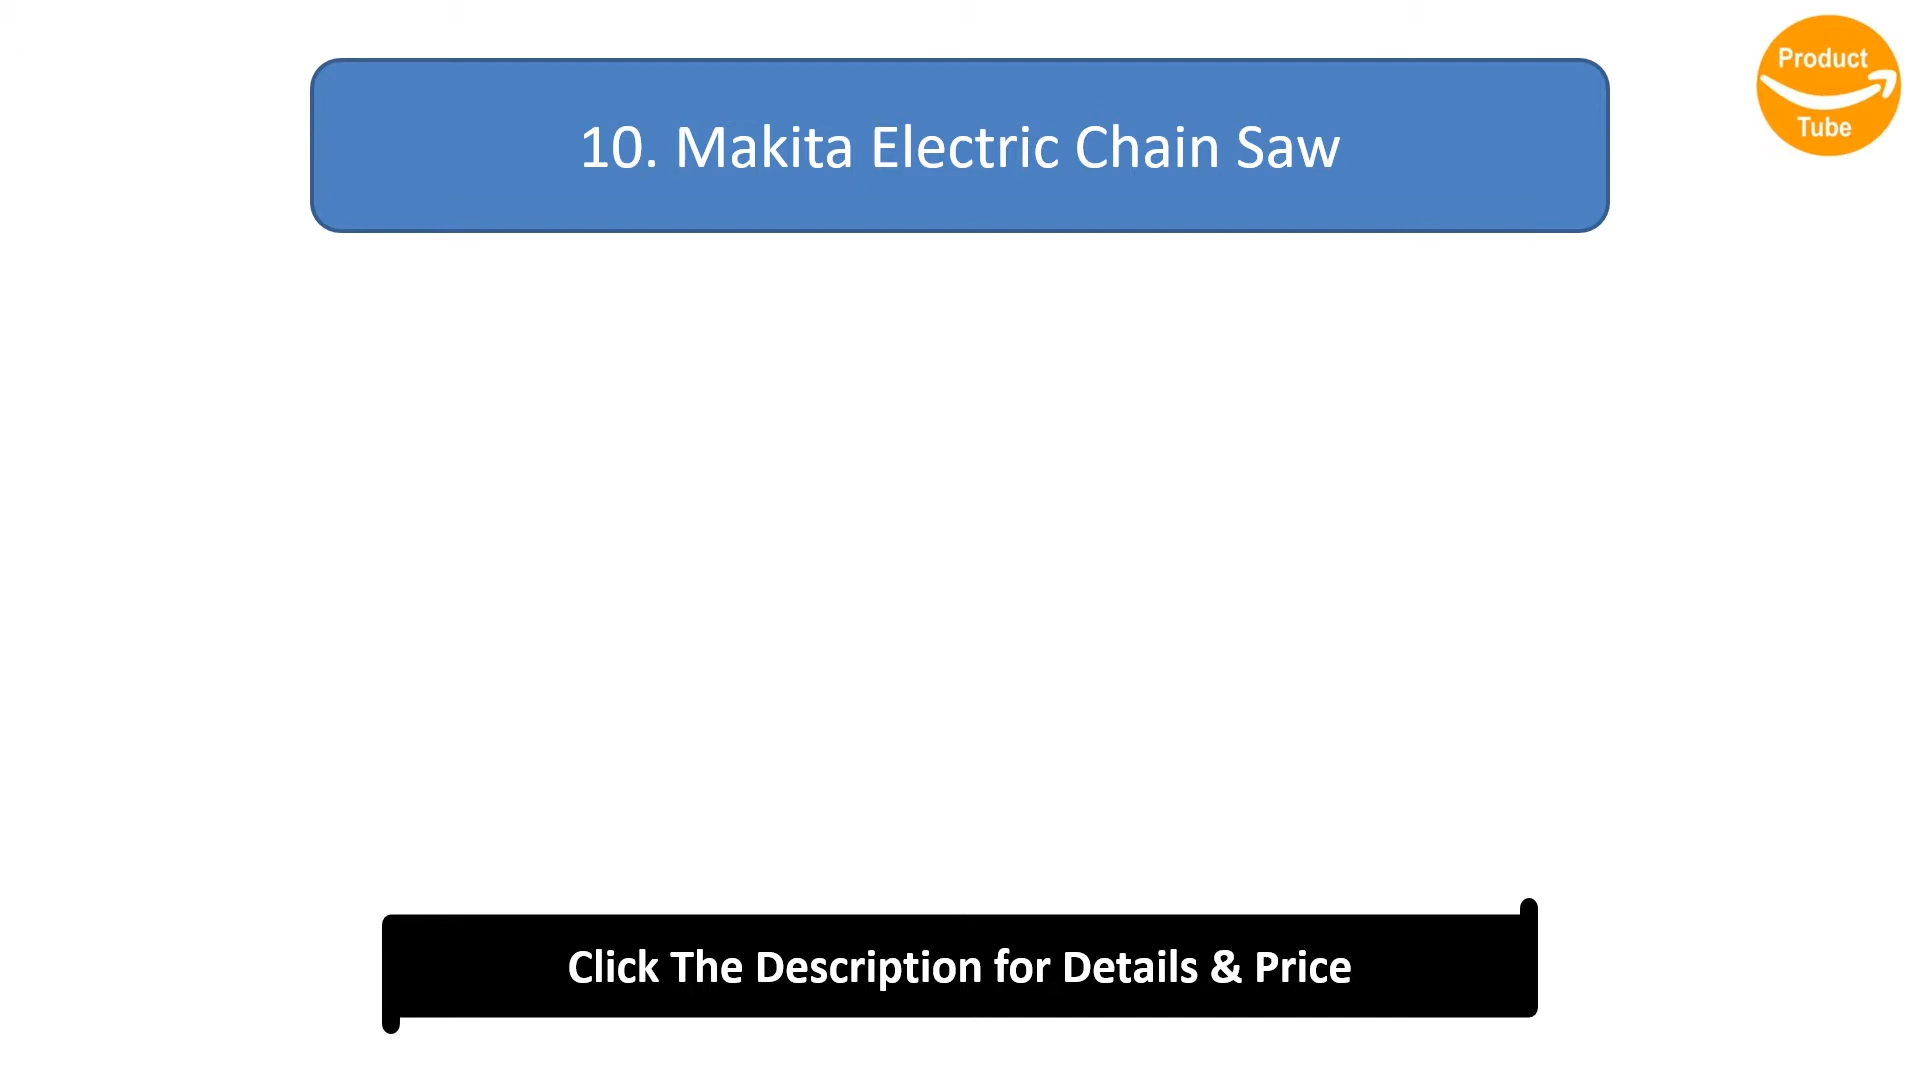 Product
10. Makita Electric Chain Saw
Tube
Click The Description for Details & Price